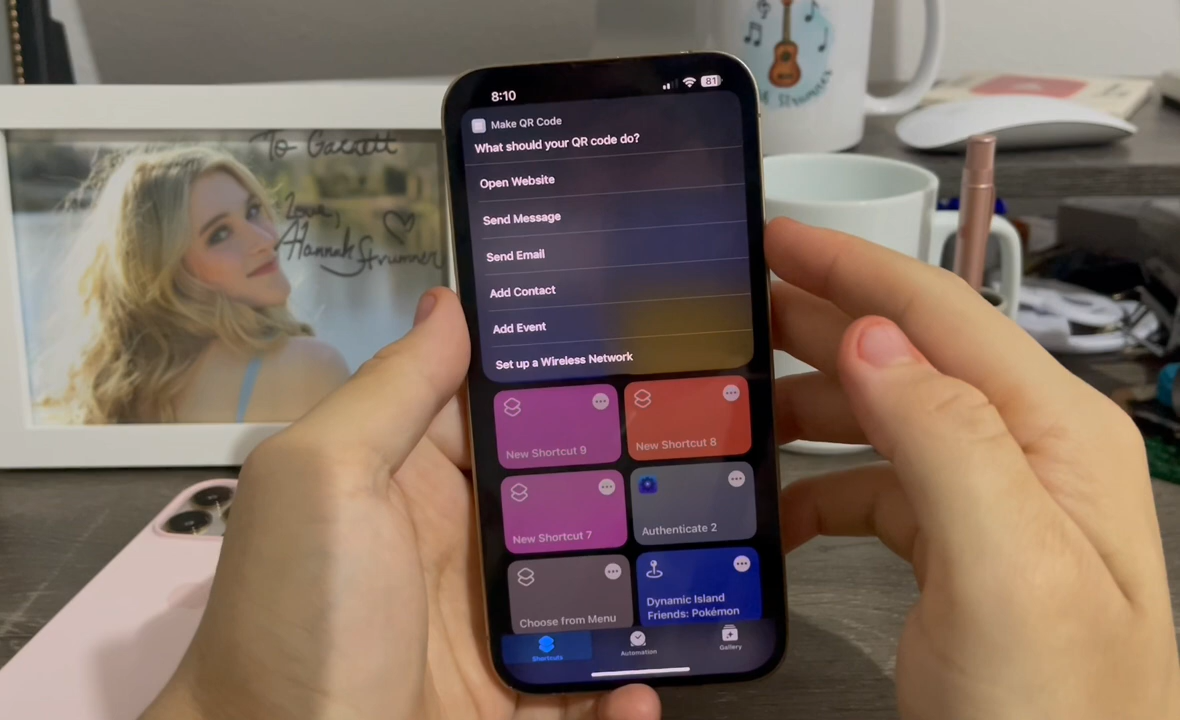 To Garrett
Love,
Alannah Strummer
8:10
81
Make QR Code
What should your QR code do?
Open Website
Send Message
Send Email
Add Contact
Add Event
Set up a Wireless Network
New Shortcut 9
New Shortcut 8
New Shortcut 7
Authenticate 2
Choose from Menu
Dynamic Island
Friends: Pokémon
Shortcuts
Automation
Gallery